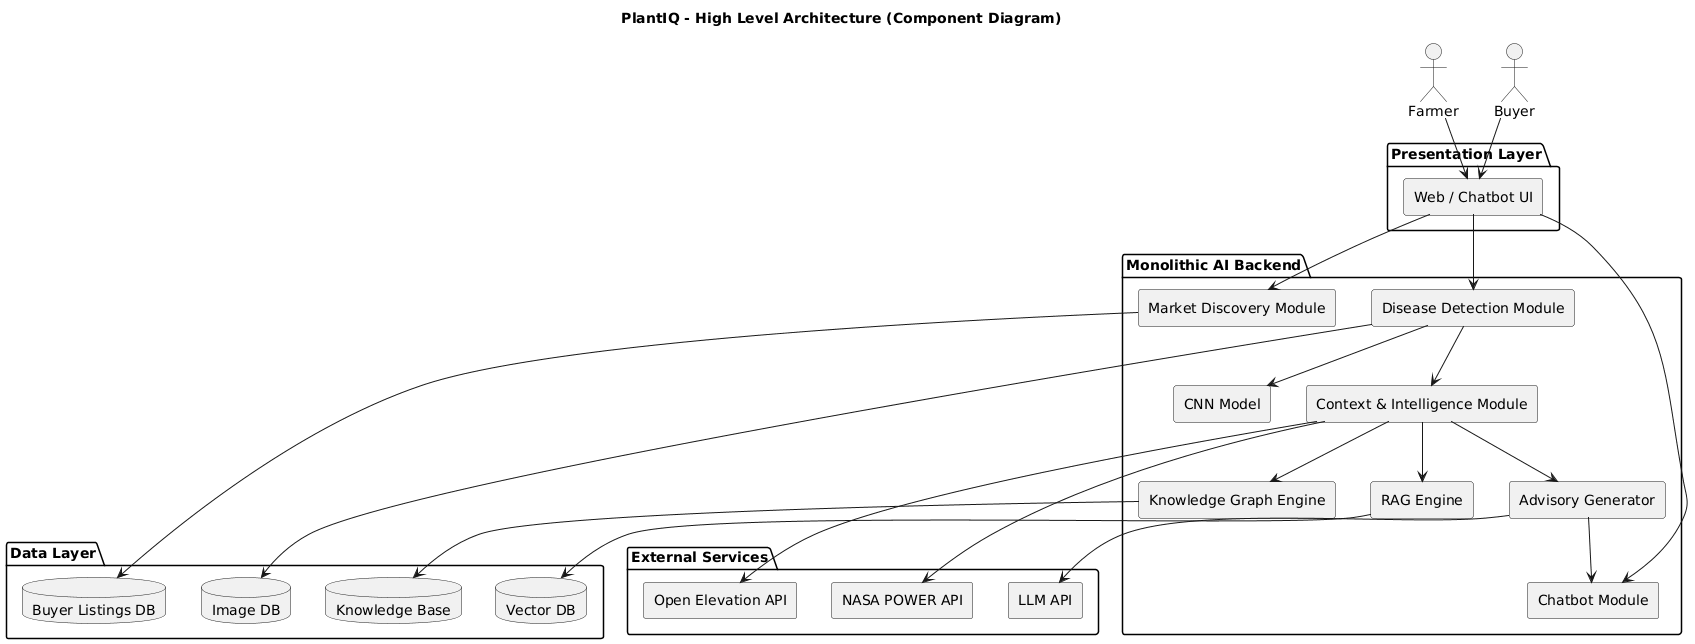 PlantIQ - High Level Architecture (Component Diagram)
Farmer
Buyer
Presentation Layer
Web / Chatbot UI
Monolithic AI Backend
Market Discovery Module
Disease Detection Module
CNN Model
Context & Intelligence Module
Knowledge Graph Engine
RAG Engine
Advisory Generator
Chatbot Module
Data Layer
Buyer Listings DB
Image DB
Knowledge Base
Vector DB
External Services
Open Elevation API
NASA POWER API
LLM API